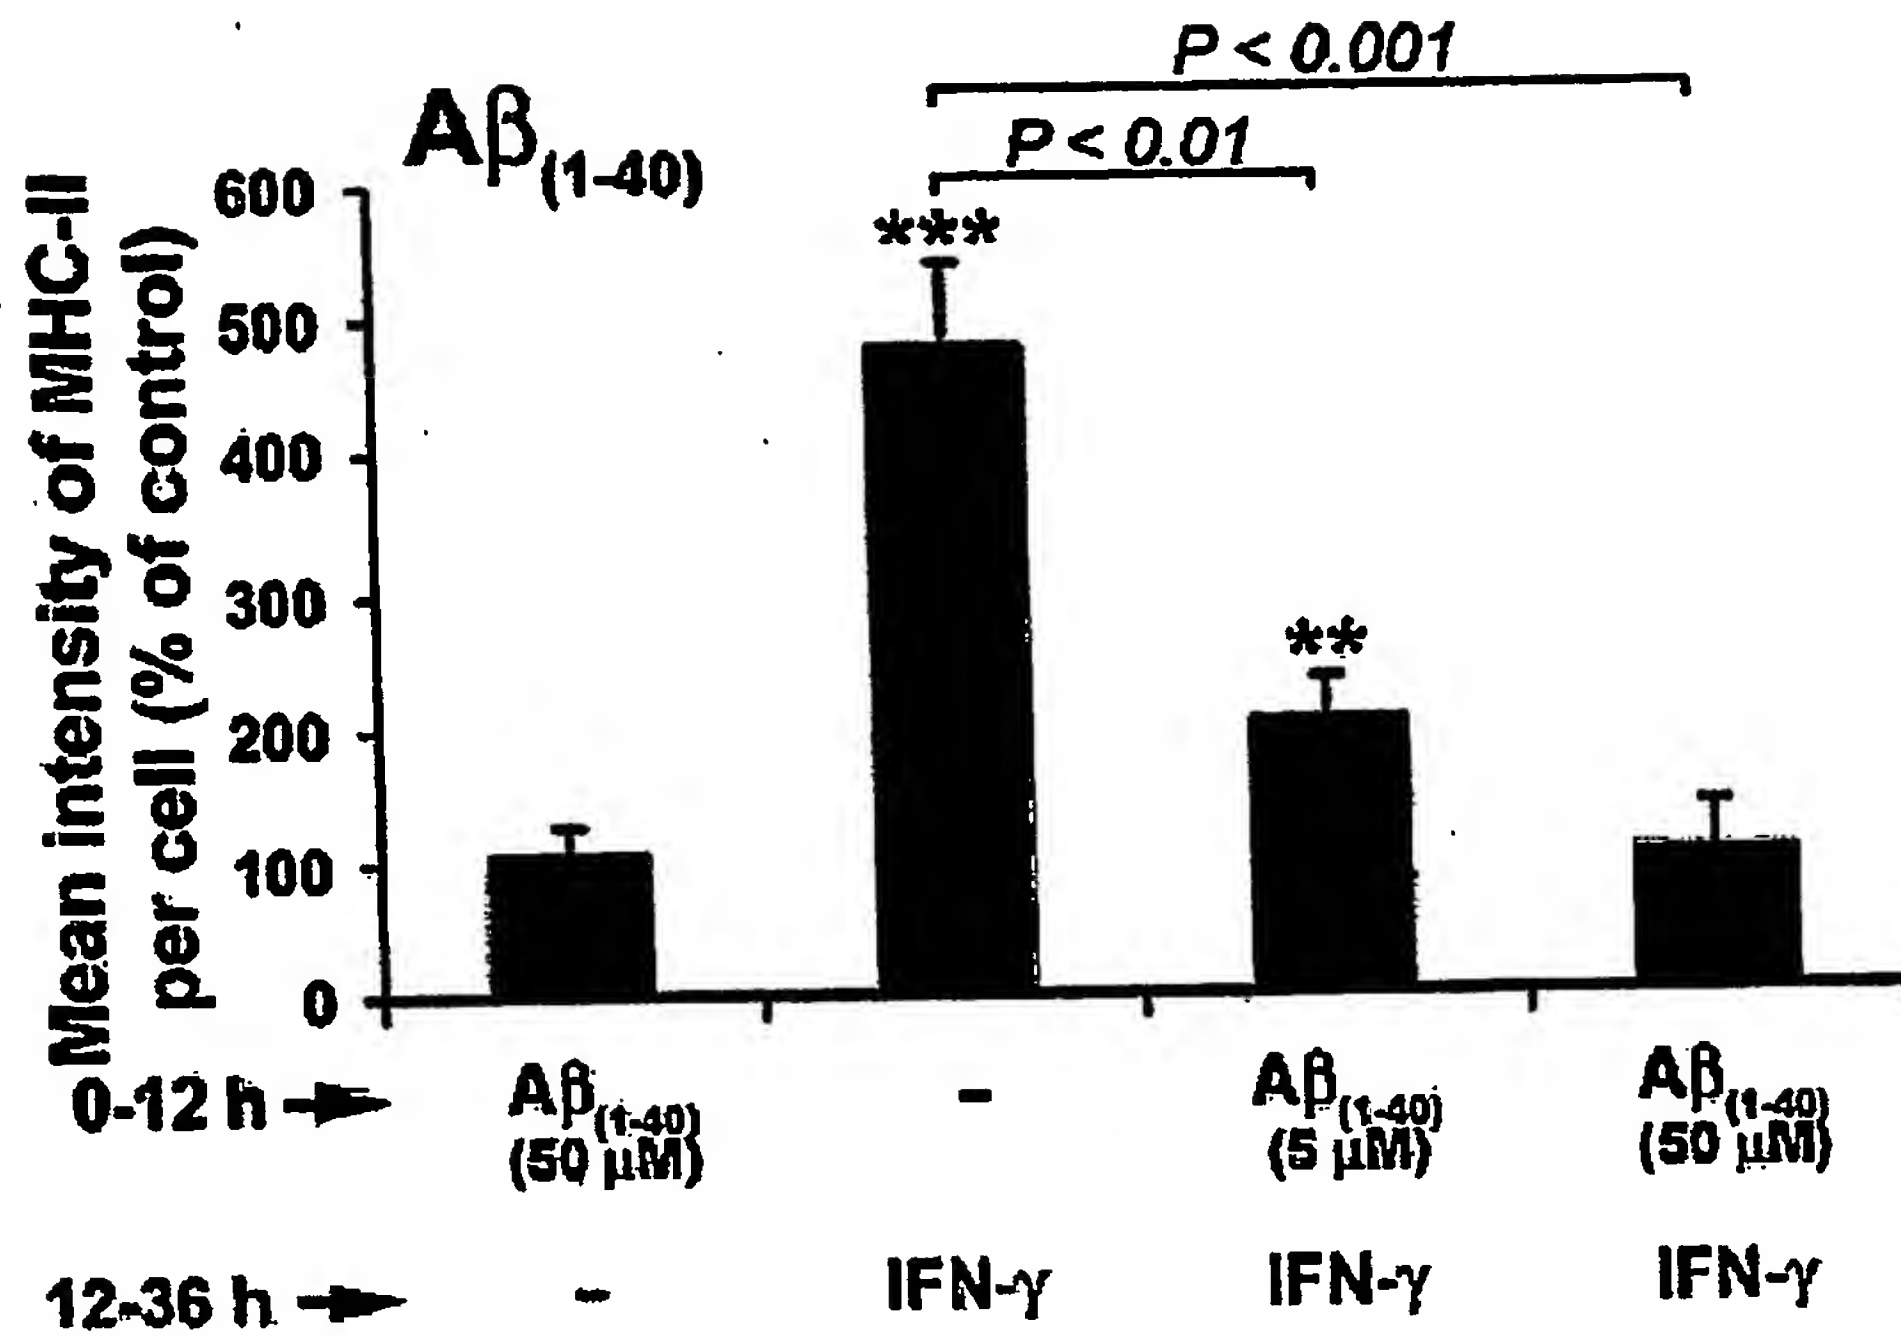 P < 0.001
Aβ(1-40)
P < 0.01
***
**
Mean intensity of MHC-II
per cell (% of control)
600
500
400
300
200
100
0
0-12 h Aβ(1-40) - Aβ(1-40) Aβ(1-40)
(50 μM) (5 μM) (50 μM)
12-36 h - IFN-γ IFN-γ IFN-γ